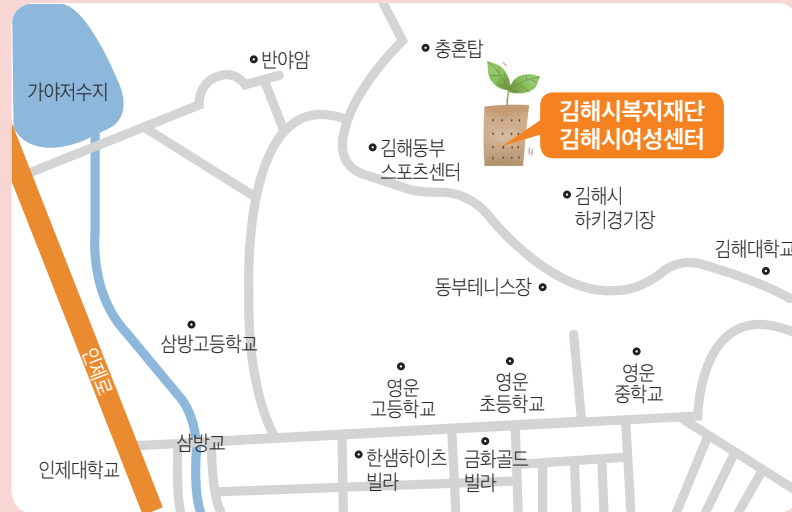 충혼탑
반야암
가야저수지
김해시복지재단
김해시여성센터
김해동부
스포츠센터
김해시
하키경기장
김해대학교
동부테니스장
삼방고등학교
인제로
영운
고등학교
영운
초등학교
영운
중학교
삼방교
인제대학교
한샘하이츠
빌라
금화골드
빌라